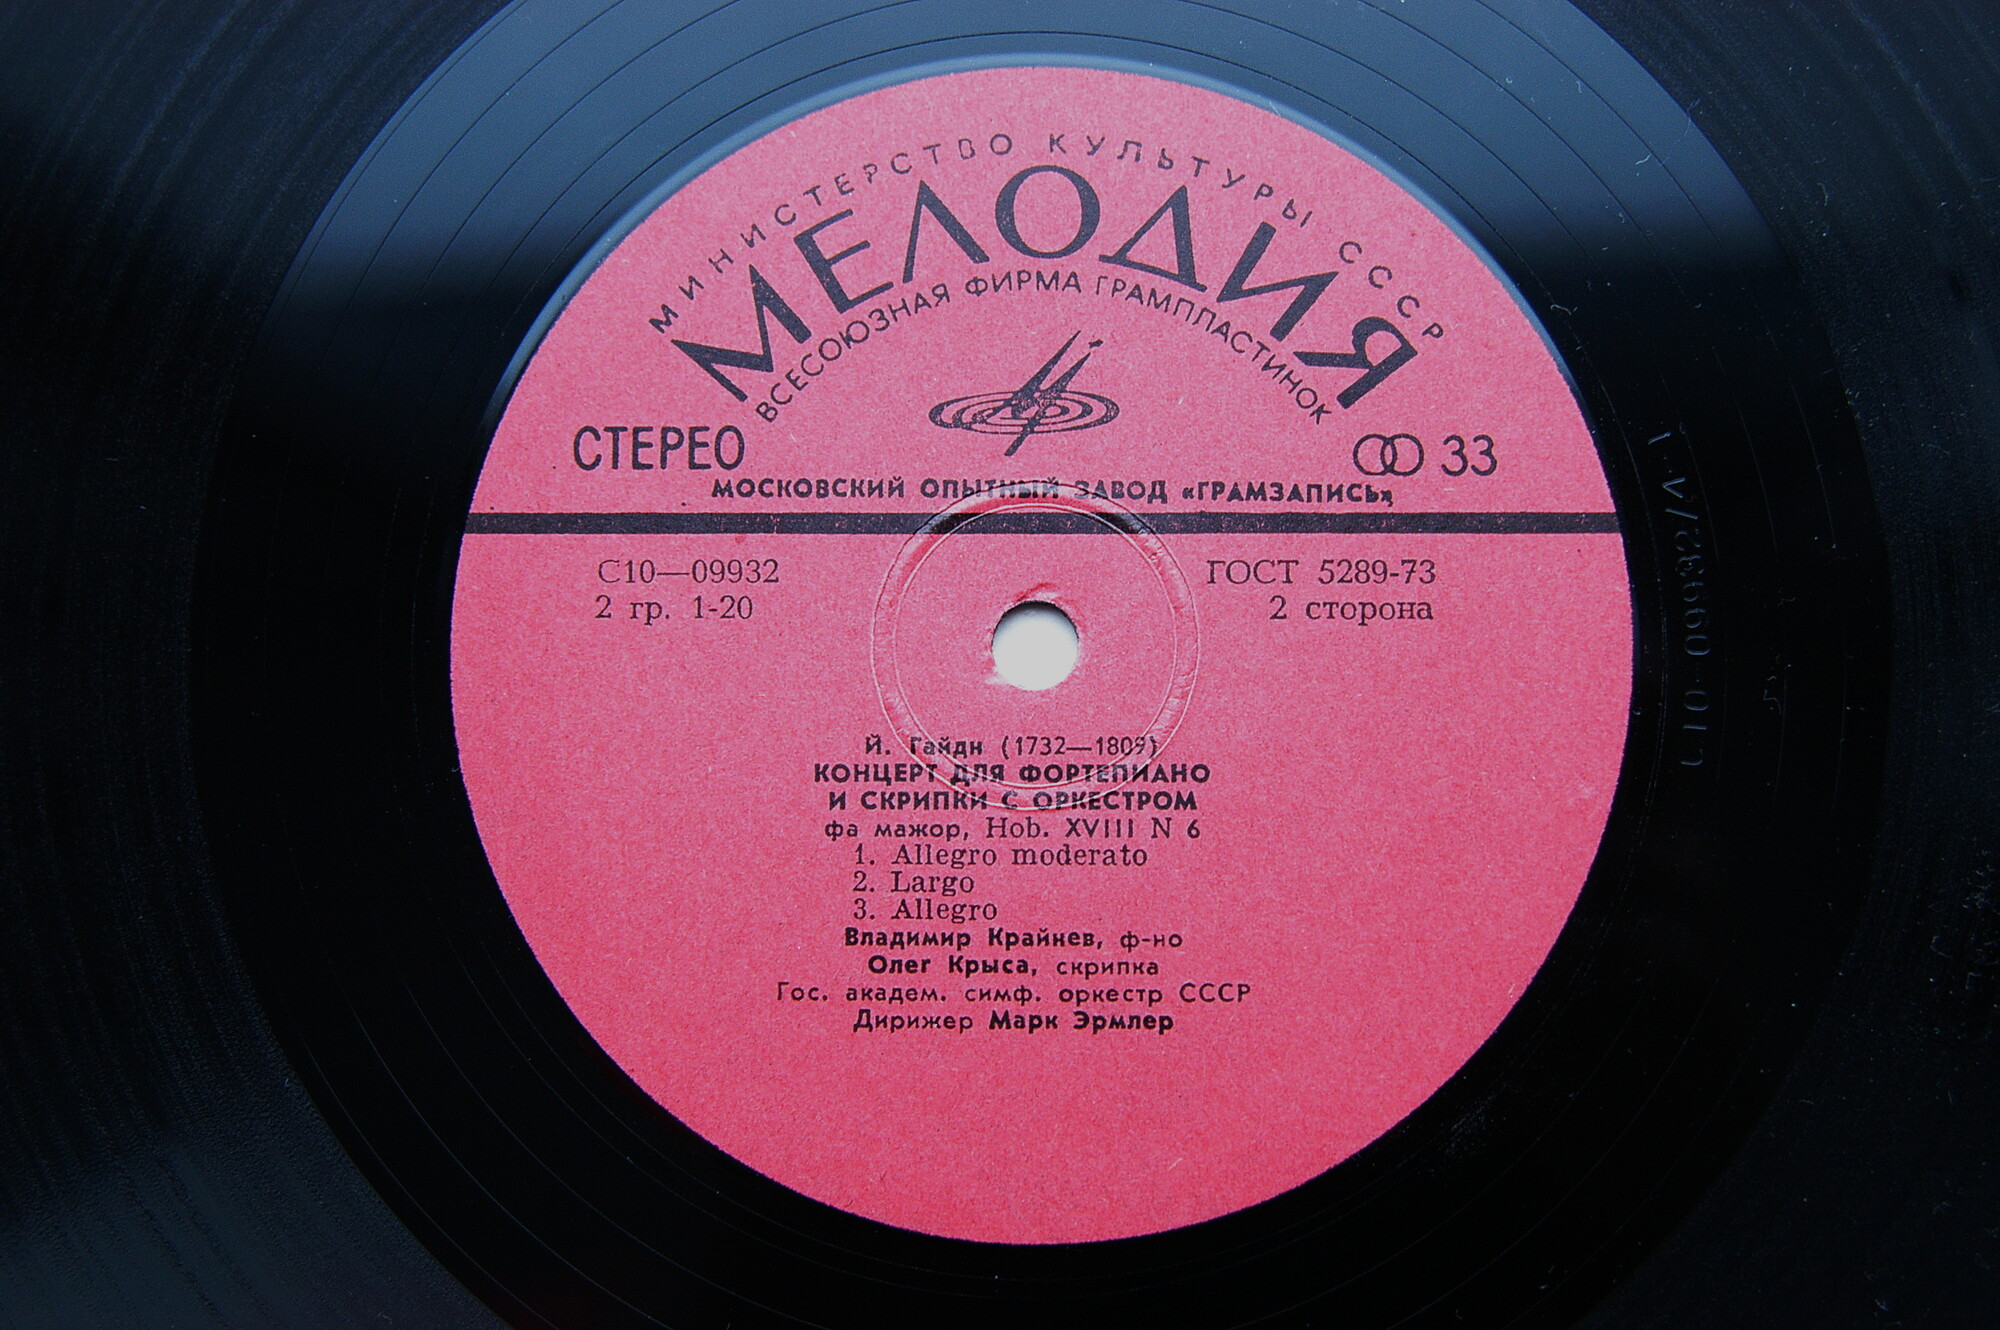 МИНИСТЕРСТВО КУЛЬТУРЫ СССР
МЕЛОДИЯ
ВСЕСОЮЗНАЯ ФИРМА ГРАМПЛАСТИНОК
СТЕРЕО 33
МОСКОВСКИЙ ОПЫТНЫЙ ЗАВОД «ГРАМЗАПИСЬ»
С10—09932 ГОСТ 5289-73
2 гр. 1-20 2 сторона
Й. Гайдн (1732—1809)
КОНЦЕРТ ДЛЯ ФОРТЕПИАНО
И СКРИПКИ С ОРКЕСТРОМ
фа мажор, Hob. XVIII N 6
1. Allegro moderato
2. Largo
3. Allegro
Владимир Крайнев, ф-но
Олег Крыса, скрипка
Гос. академ. симф. оркестр СССР
Дирижер Марк Эрмлер